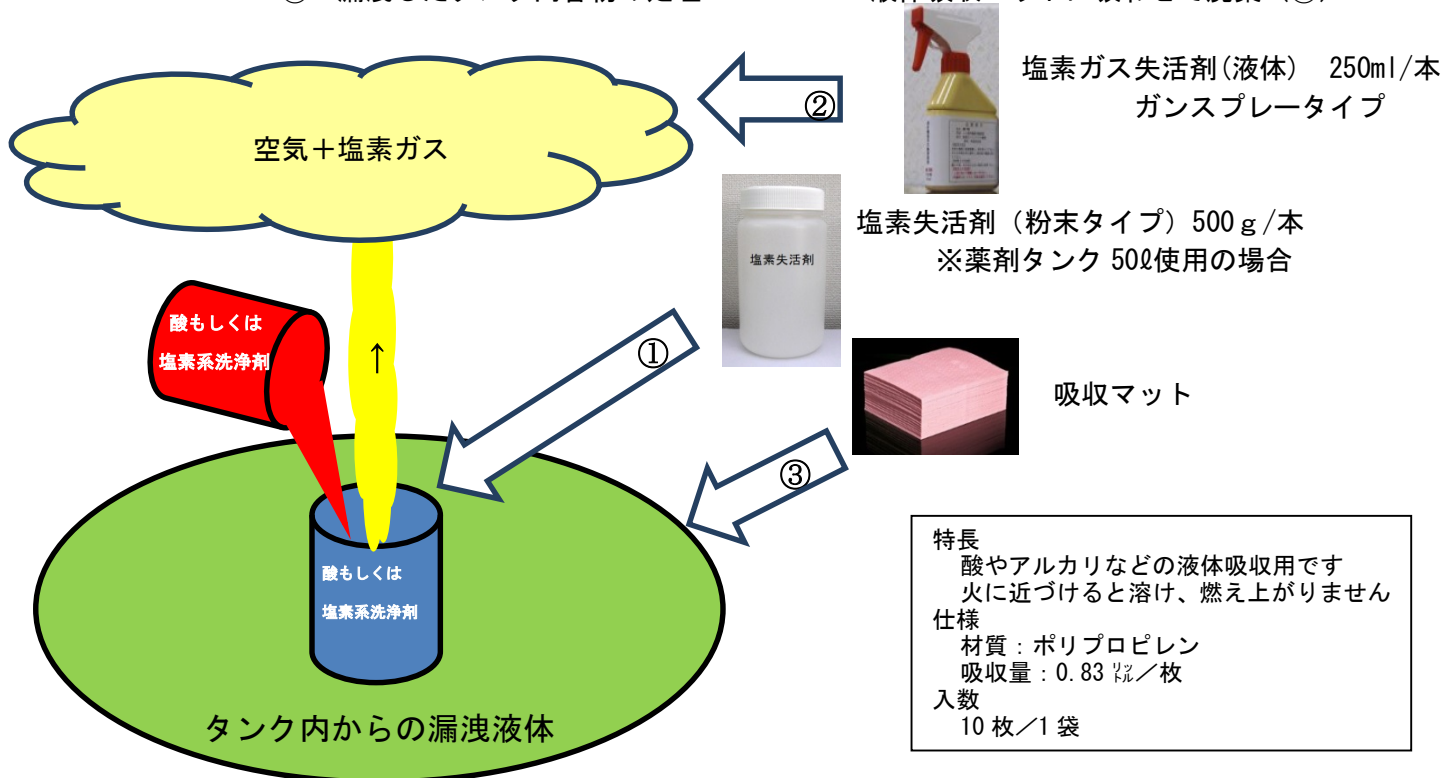 ②
塩素ガス失活剤(液体) 250ml/本
ガンスプレータイプ
空気＋塩素ガス
塩素失活剤（粉末タイプ）500ｇ/本
※薬剤タンク 50ℓ使用の場合
塩素失活剤
酸もしくは
塩素系洗浄剤
↑
①
吸収マット
③
酸もしくは
塩素系洗浄剤
タンク内からの漏洩液体
特長
酸やアルカリなどの液体吸収用です
火に近づけると溶け、燃え上がりません
仕様
材質：ポリプロピレン
吸収量：0.83 ㍑／枚
入数
10 枚／1 袋